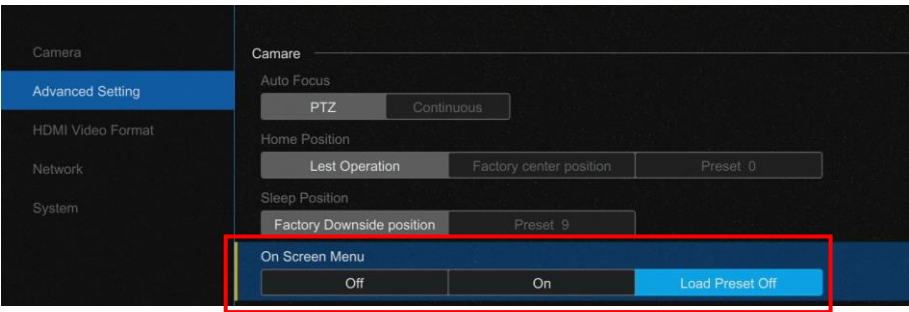 Camera
Advanced Setting
HDMI Video Format
Network
System
Camare
Auto Focus
PTZ Continuous
Home Position
Lest Operation Factory center position Preset 0
Sleep Position
Factory Downside position Preset 9
On Screen Menu
Off On Load Preset Off